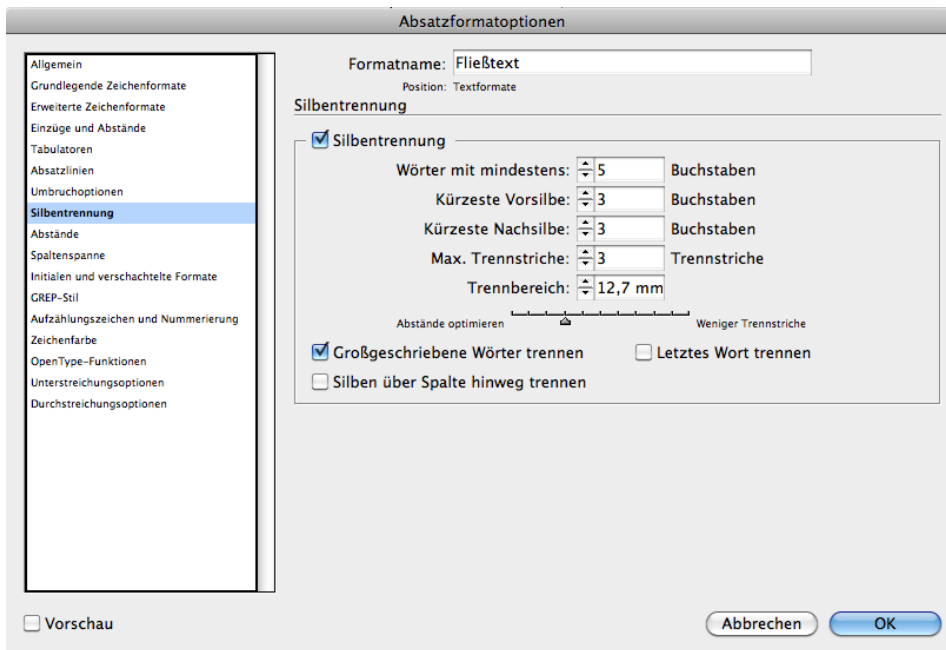 Absatzformatoptionen
Allgemein
Grundlegende Zeichenformate
Erweiterte Zeichenformate
Einzüge und Abstände
Tabulatoren
Absatzlinien
Umbruchoptionen
Silbentrennung
Abstände
Spaltenspanne
Initialen und verschachtelte Formate
GREP-Stil
Aufzählungszeichen und Nummerierung
Zeichenfarbe
OpenType-Funktionen
Unterstreichungsoptionen
Durchstreichungsoptionen
Formatname: Fließtext
Position: Textformate
Silbentrennung
Silbentrennung
Wörter mit mindestens: 5 Buchstaben
Kürzeste Vorsilbe: 3 Buchstaben
Kürzeste Nachsilbe: 3 Buchstaben
Max. Trennstriche: 3 Trennstriche
Trennbereich: 12,7 mm
Abstände optimieren Weniger Trennstriche
Großgeschriebene Wörter trennen Letztes Wort trennen
Silben über Spalte hinweg trennen
Vorschau Abbrechen OK